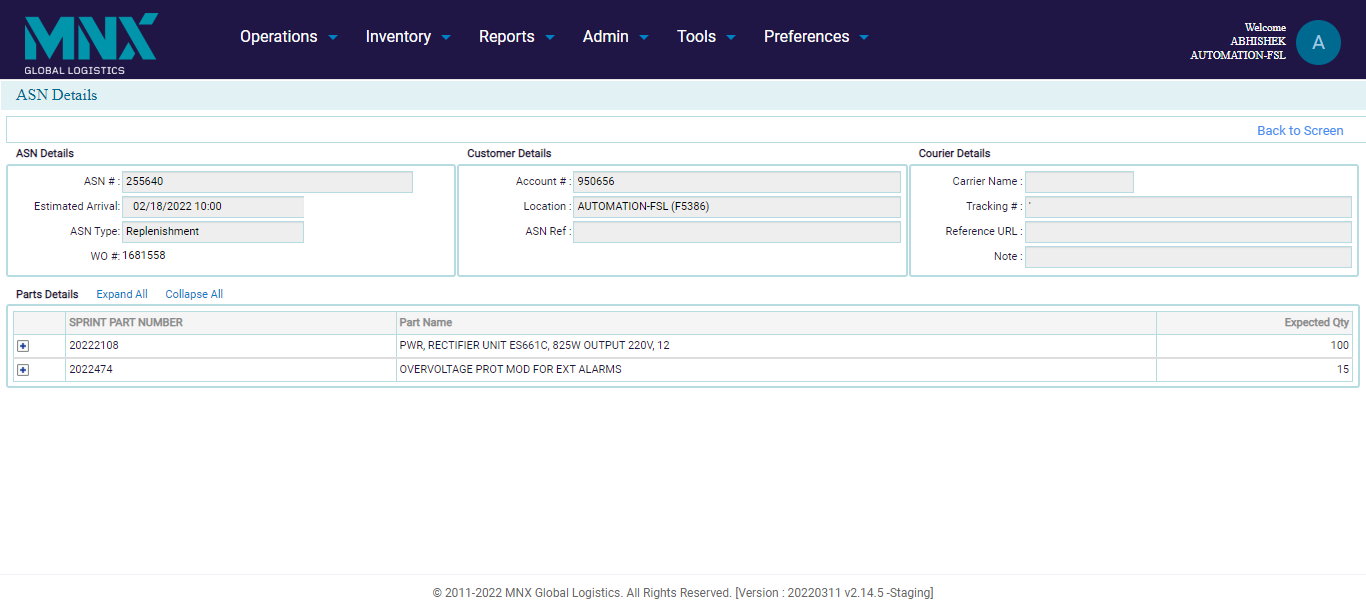 MNX
GLOBAL LOGISTICS
Operations Inventory Reports Admin Tools Preferences
Welcome
ABHISHEK
AUTOMATION-FSL
A
ASN Details
Back to Screen
ASN Details
ASN # : 255640
Estimated Arrival: 02/18/2022 10:00
ASN Type: Replenishment
WO #: 1681558
Customer Details
Account # : 950656
Location : AUTOMATION-FSL (F5386)
ASN Ref :
Courier Details
Carrier Name :
Tracking # : '
Reference URL :
Note :
Parts Details Expand All Collapse All
SPRINT PART NUMBER Part Name Expected Qty
20222108 PWR, RECTIFIER UNIT ES661C, 825W OUTPUT 220V, 12 100
2022474 OVERVOLTAGE PROT MOD FOR EXT ALARMS 15
© 2011-2022 MNX Global Logistics. All Rights Reserved. [Version : 20220311 v2.14.5 -Staging]